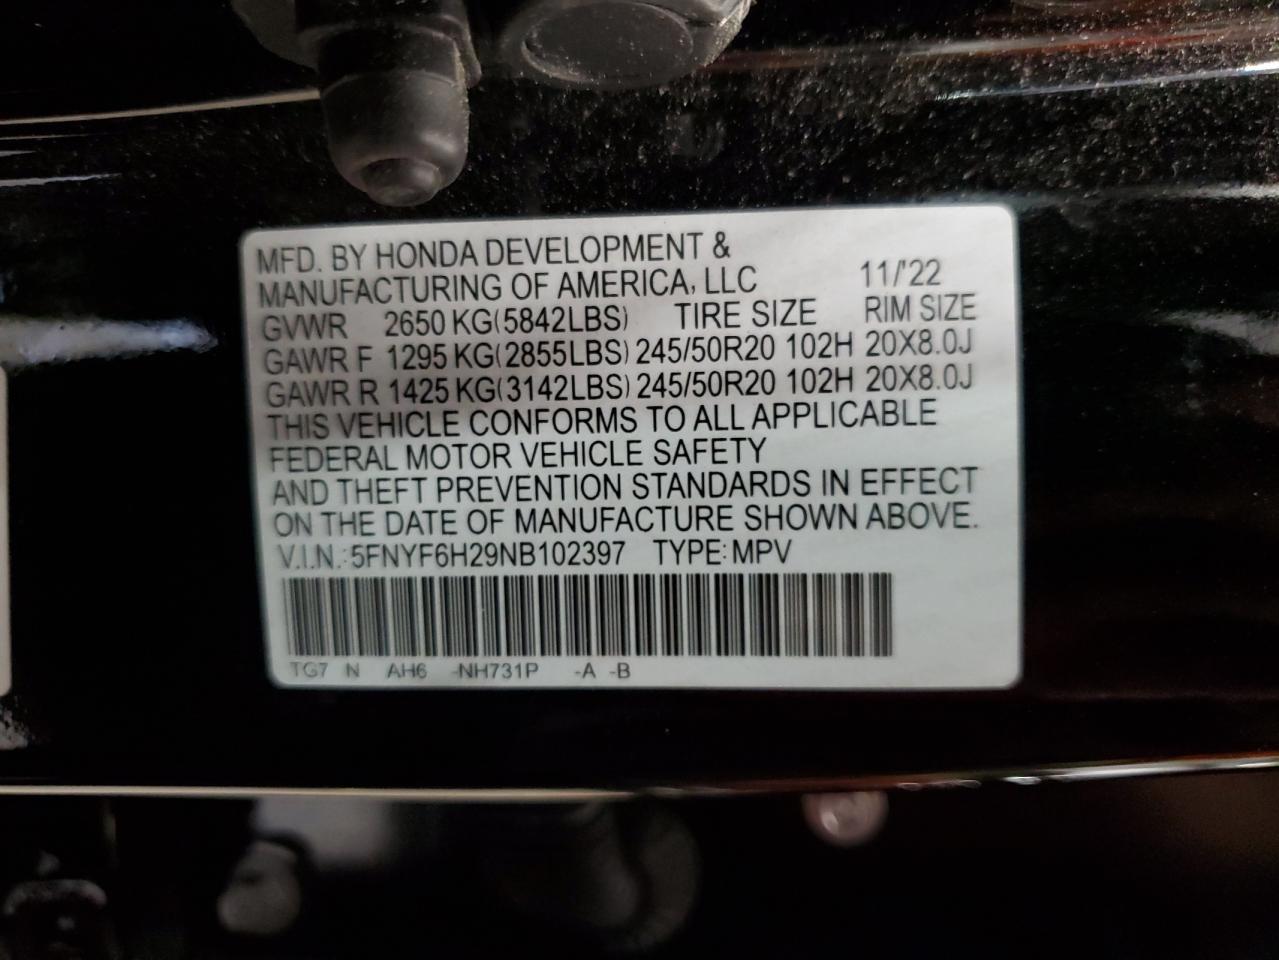 MFD. BY HONDA DEVELOPMENT &
MANUFACTURING OF AMERICA, LLC 11/'22
GVWR 2650 KG(5842LBS) TIRE SIZE RIM SIZE
GAWR F 1295 KG(2855LBS) 245/50R20 102H 20X8.0J
GAWR R 1425 KG(3142LBS) 245/50R20 102H 20X8.0J
THIS VEHICLE CONFORMS TO ALL APPLICABLE
FEDERAL MOTOR VEHICLE SAFETY
AND THEFT PREVENTION STANDARDS IN EFFECT
ON THE DATE OF MANUFACTURE SHOWN ABOVE.
V.I.N.: 5FNYF6H29NB102397 TYPE: MPV
TG7 N AH6 -NH731P -A -B